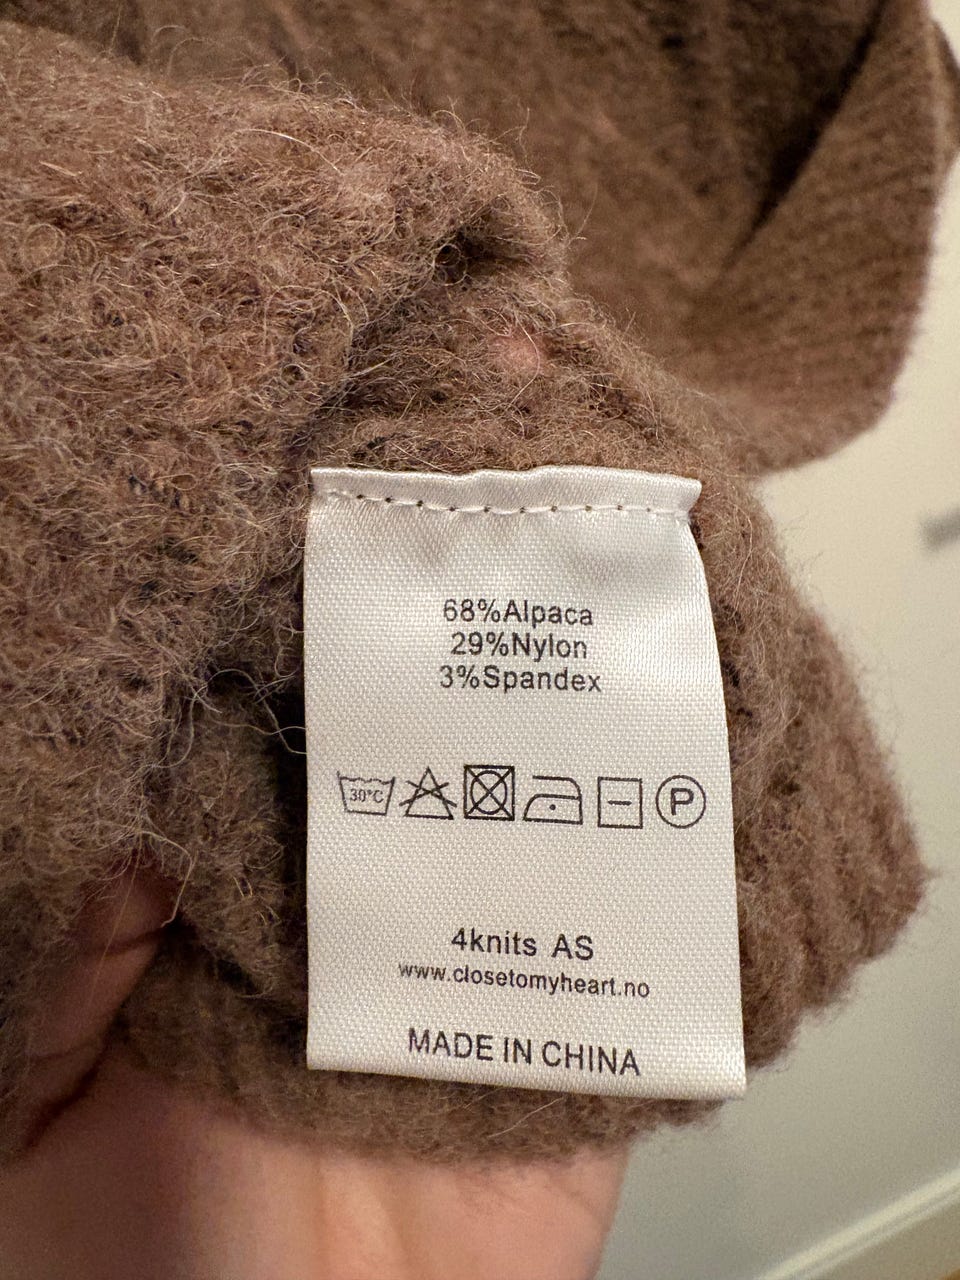 68%Alpaca
29%Nylon
3%Spandex
30°C P
4knits AS
www.closetomyheart.no
MADE IN CHINA